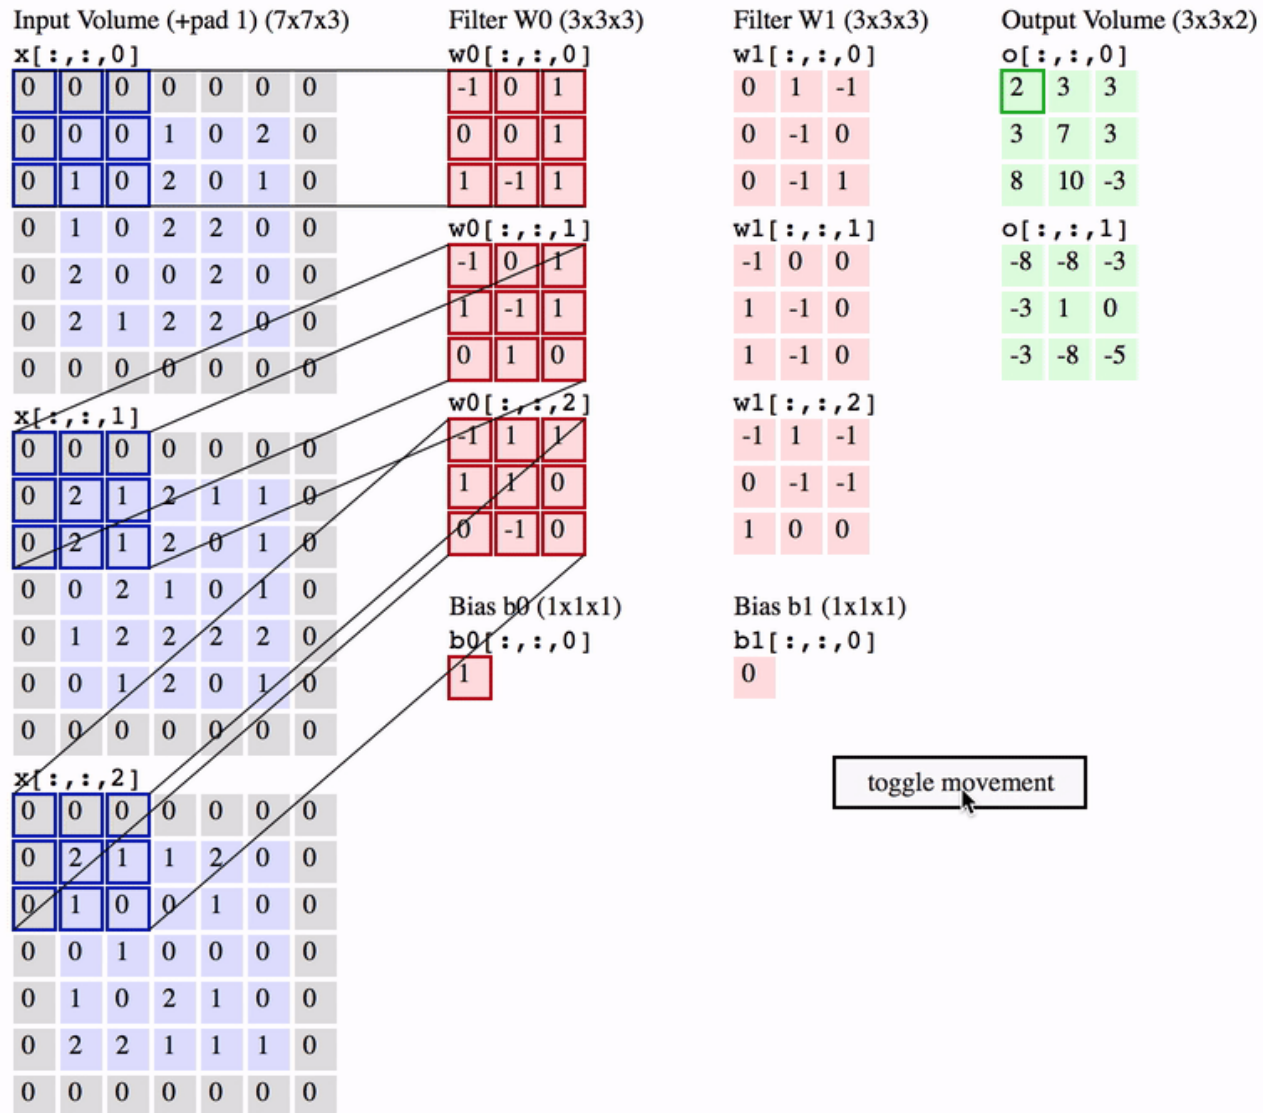 Input Volume (+pad 1) (7x7x3) Filter W0 (3x3x3) Filter W1 (3x3x3) Output Volume (3x3x2)
x[:,:,0] w0[:,:,0] w1[:,:,0] o[:,:,0]
0 0 0 0 0 0 0 -1 0 1 0 1 -1 2 3 3
0 0 0 1 0 2 0 0 0 1 0 -1 0 3 7 3
0 1 0 2 0 1 0 1 -1 1 0 -1 1 8 10 -3
0 1 0 2 2 0 0 w0[:,:,1] w1[:,:,1] o[:,:,1]
0 2 0 0 2 0 0 -1 0 1 -1 0 0 -8 -8 -3
0 2 1 2 2 0 0 1 -1 1 1 -1 0 -3 1 0
0 0 0 0 0 0 0 0 1 0 1 -1 0 -3 -8 -5
x[:,:,1] w0[:,:,2] w1[:,:,2]
0 0 0 0 0 0 0 -1 1 1 -1 1 -1
0 2 1 2 1 1 0 1 1 0 0 -1 -1
0 2 1 2 0 1 0 0 -1 0 1 0 0
0 0 2 1 0 1 0 Bias b0 (1x1x1) Bias b1 (1x1x1)
0 1 2 2 2 2 0 b0[:,:,0] b1[:,:,0]
0 0 1 2 0 1 0 1 0
0 0 0 0 0 0 0
x[:,:,2] toggle movement
0 0 0 0 0 0 0
0 2 1 1 2 0 0
0 1 0 0 1 0 0
0 0 1 0 0 0 0
0 1 0 2 1 0 0
0 2 2 1 1 1 0
0 0 0 0 0 0 0